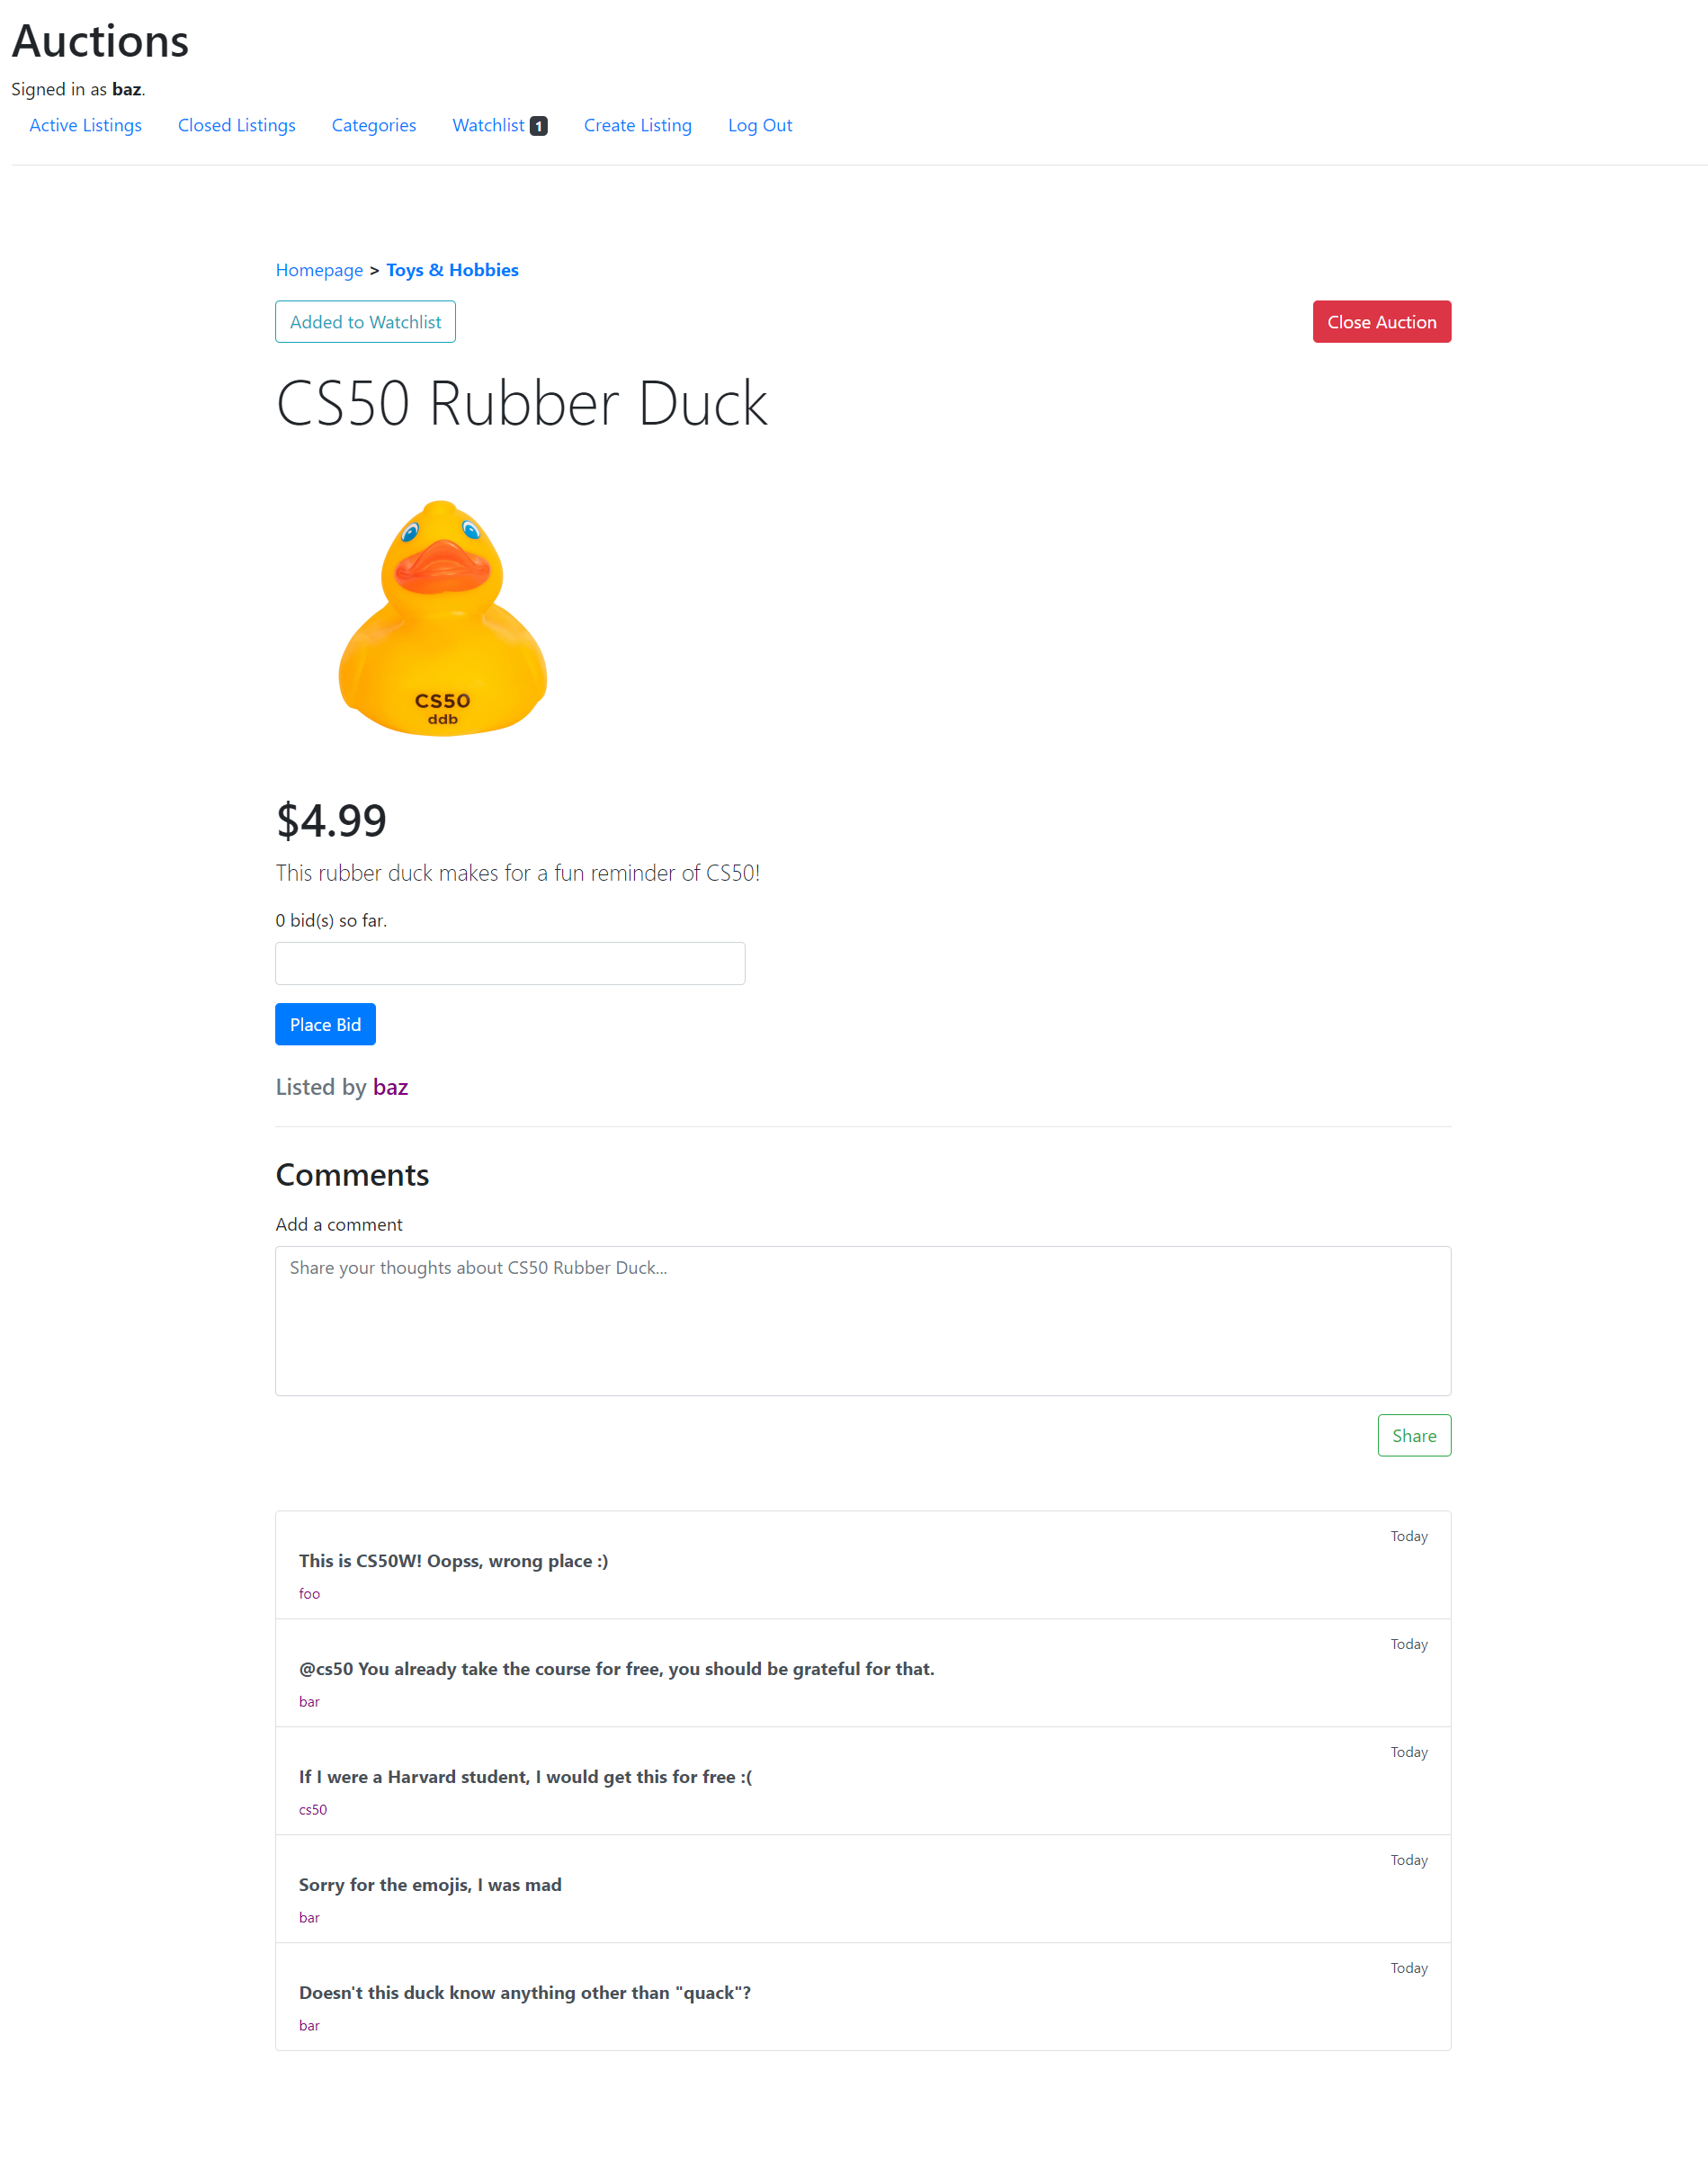 Auctions
Signed in as baz.
Active Listings Closed Listings Categories Watchlist 1 Create Listing Log Out
Homepage > Toys & Hobbies
Added to Watchlist Close Auction
CS50 Rubber Duck
CS50
ddb
$4.99
This rubber duck makes for a fun reminder of CS50!
0 bid(s) so far.
Place Bid
Listed by baz
Comments
Add a comment
Share your thoughts about CS50 Rubber Duck...
Share
Today
This is CS50W! Oopss, wrong place :)
foo
Today
@cs50 You already take the course for free, you should be grateful for that.
bar
Today
If I were a Harvard student, I would get this for free :(
cs50
Today
Sorry for the emojis, I was mad
bar
Today
Doesn't this duck know anything other than "quack"?
bar